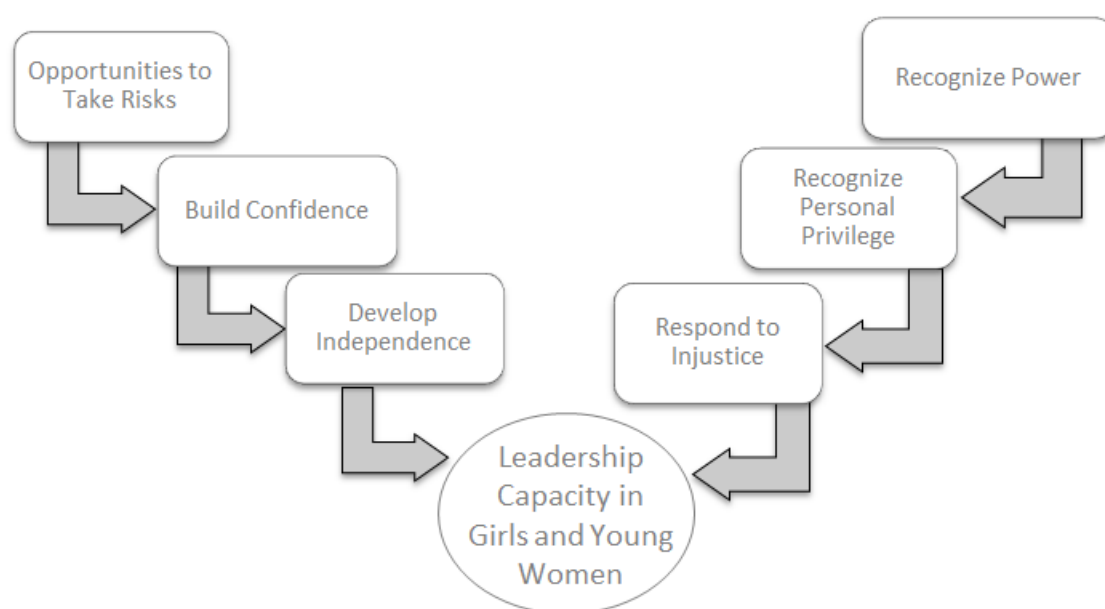 Opportunities to
Take Risks
Build Confidence
Develop
Independence
Recognize Power
Recognize
Personal
Privilege
Respond to
Injustice
Leadership
Capacity in
Girls and Young
Women